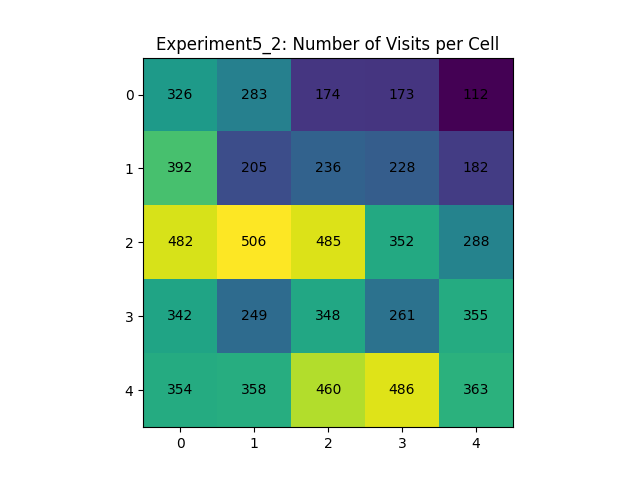 Experiment5_2: Number of Visits per Cell
0 326 283 174 173 112
1 392 205 236 228 182
2 482 506 485 352 288
3 342 249 348 261 355
4 354 358 460 486 363
0 1 2 3 4